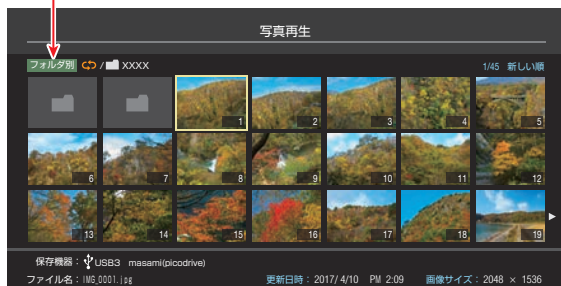 写真再生
フォルダ別 / XXXX 1/45 新しい順
1 2 3 4 5
6 7 8 9 10 11 12
13 14 15 16 17 18 19
保存機器： USB3 masami(picodrive)
ファイル名：IMG_0001.jpg 更新日時：2017/ 4/10 PM 2:09 画像サイズ：2048 × 1536